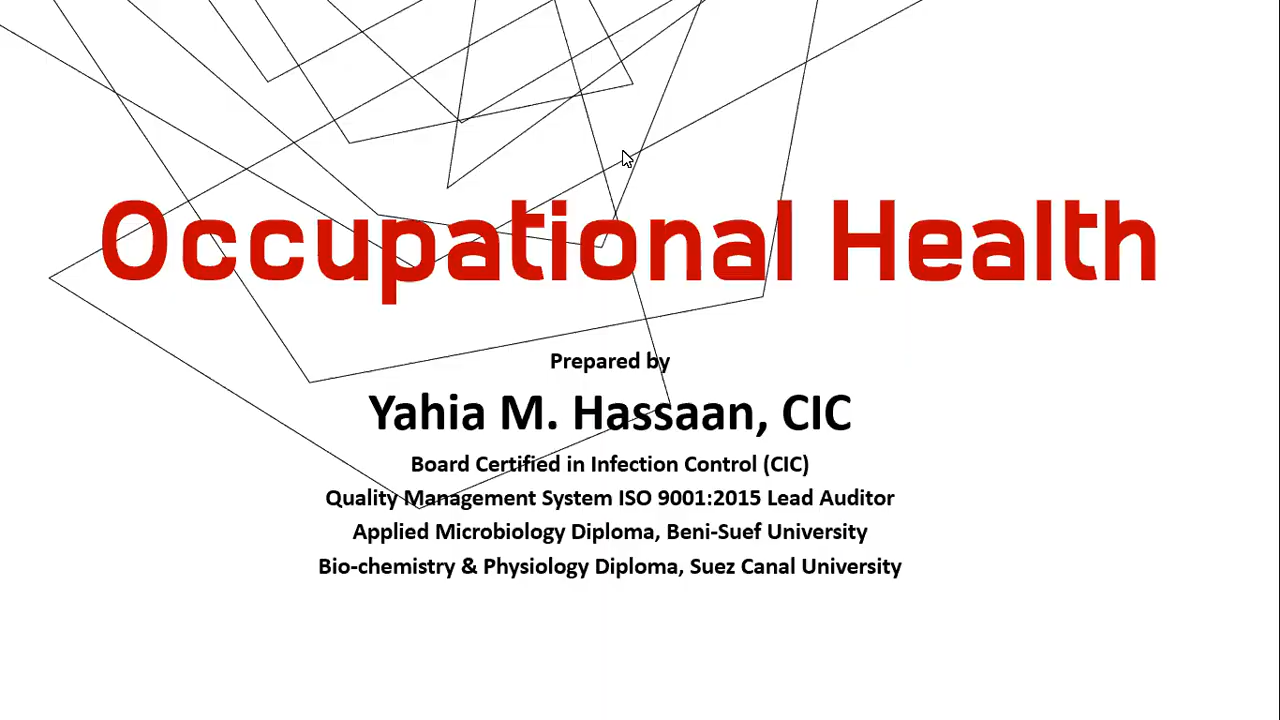 Occupational Health
Prepared by
Yahia M. Hassaan, CIC
Board Certified in Infection Control (CIC)
Quality Management System ISO 9001:2015 Lead Auditor
Applied Microbiology Diploma, Beni-Suef University
Bio-chemistry & Physiology Diploma, Suez Canal University